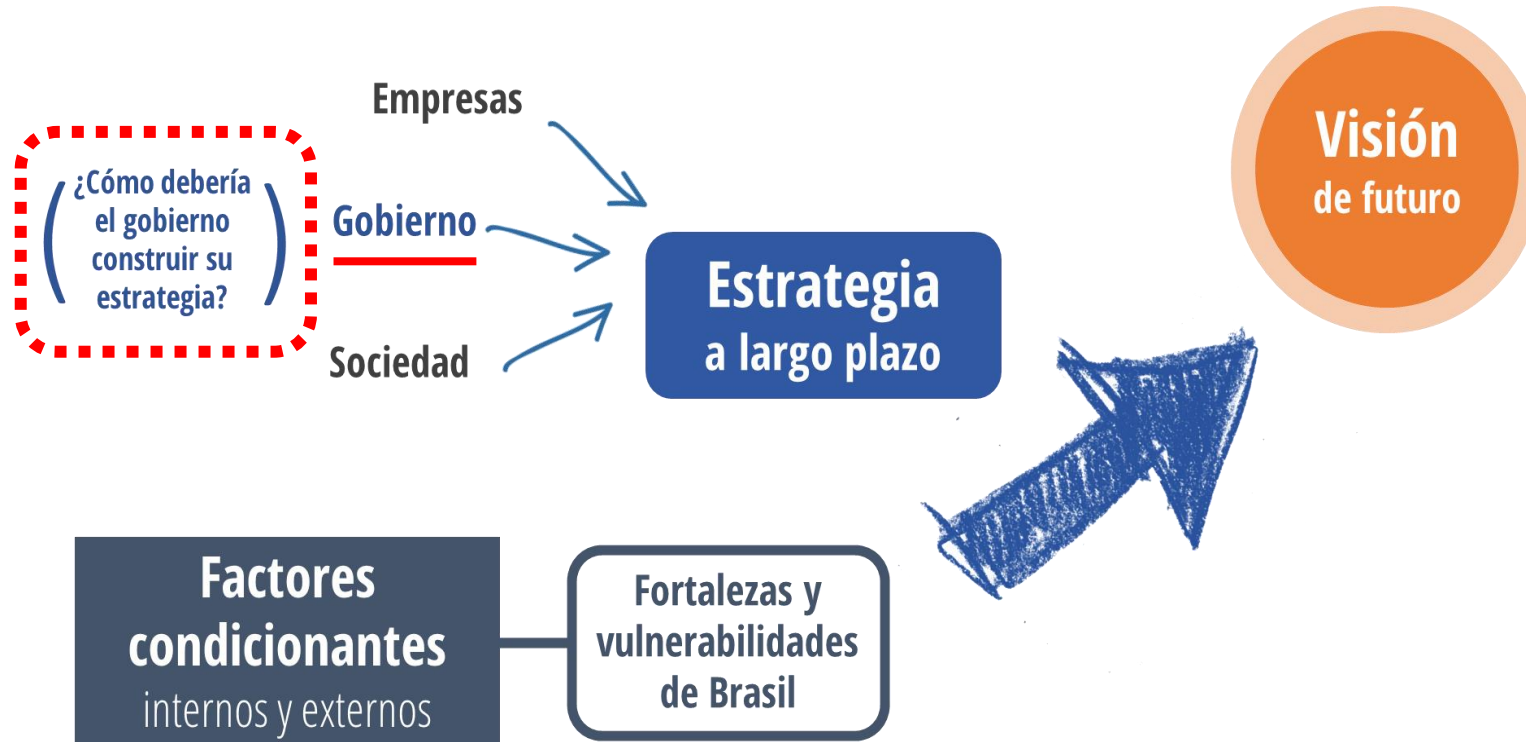 Empresas
¿Cómo debería
el gobierno
construir su
estrategia?
Gobierno
Sociedad
Estrategia
a largo plazo
Visión
de futuro
Factores
condicionantes
internos y externos
Fortalezas y
vulnerabilidades
de Brasil